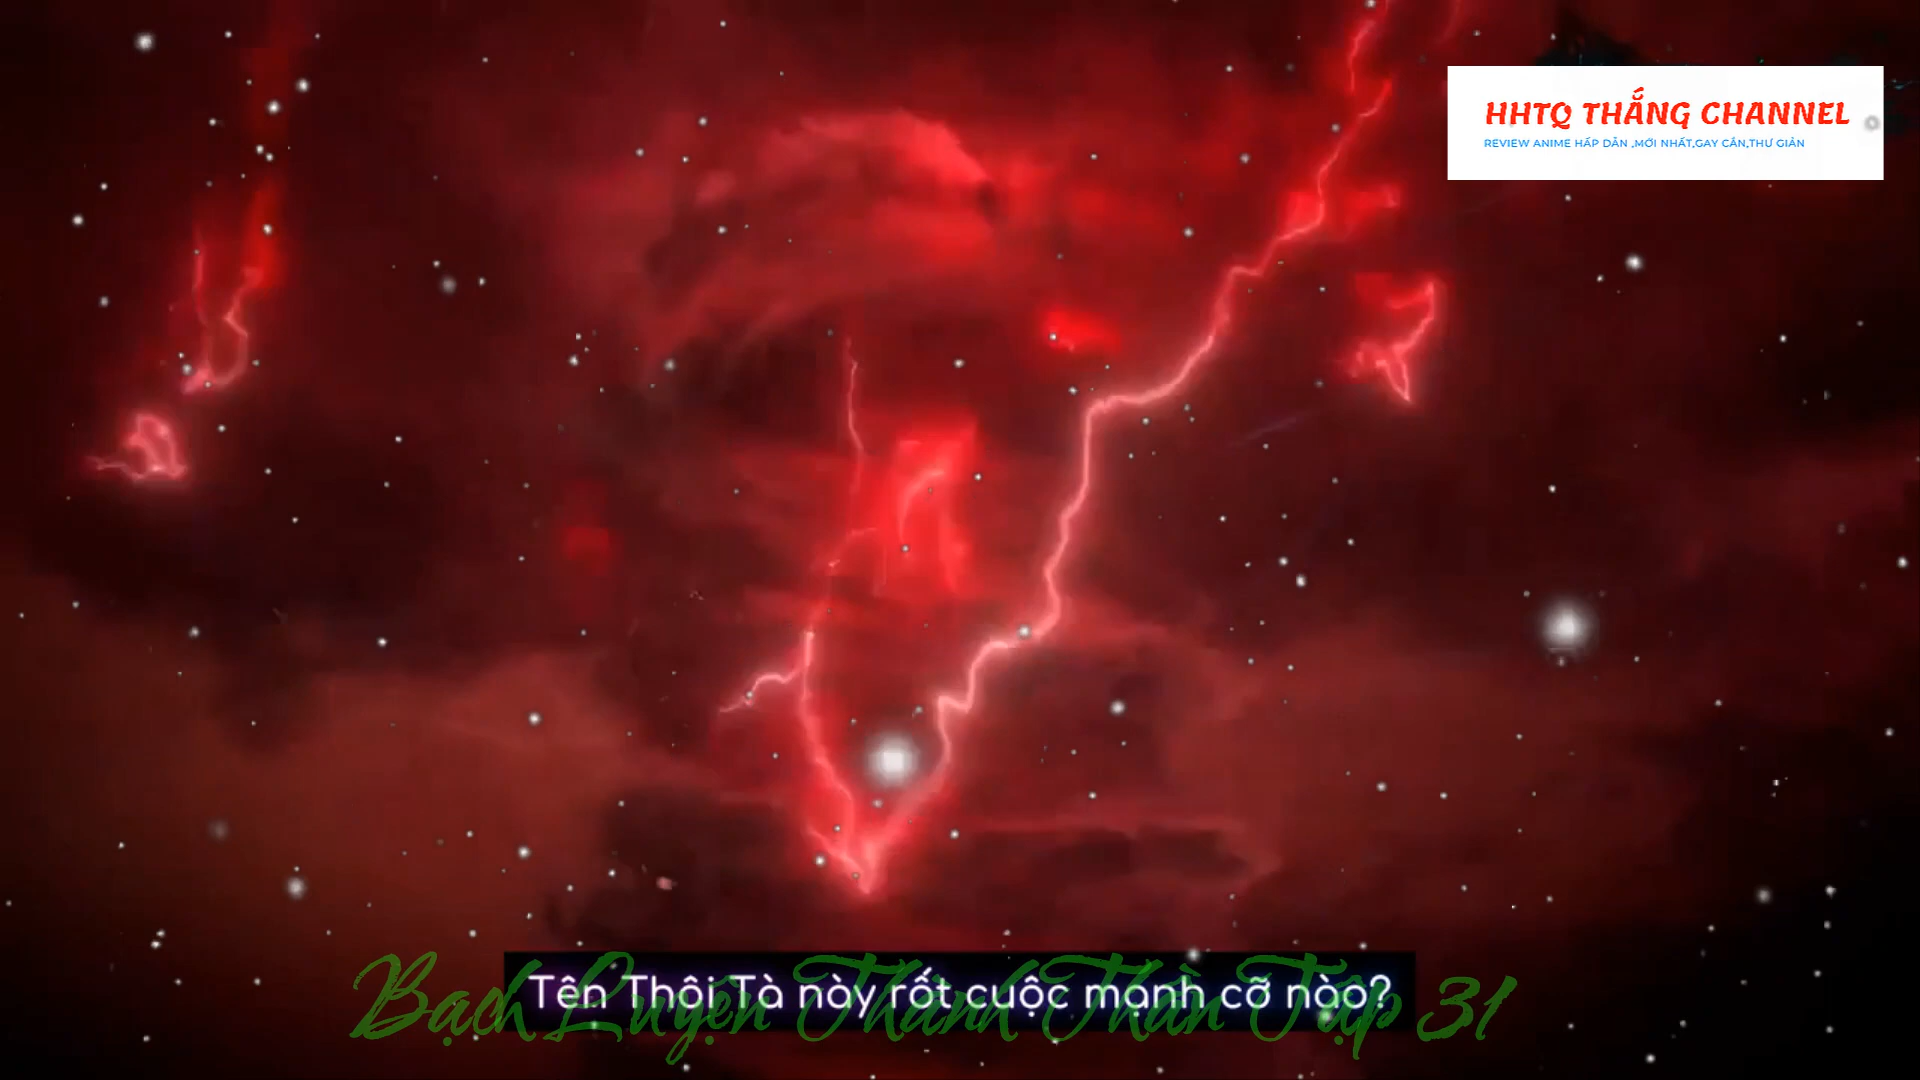 HHTQ THẮNG CHANNEL
REVIEW ANIME HẤP DẪN ,MỚI NHẤT,GAY CẤN,THƯ GIÃN
Tên Thôi Tà này rốt cuộc mạnh cỡ nào?
Bạch Luyện Thành Thần Tập 31